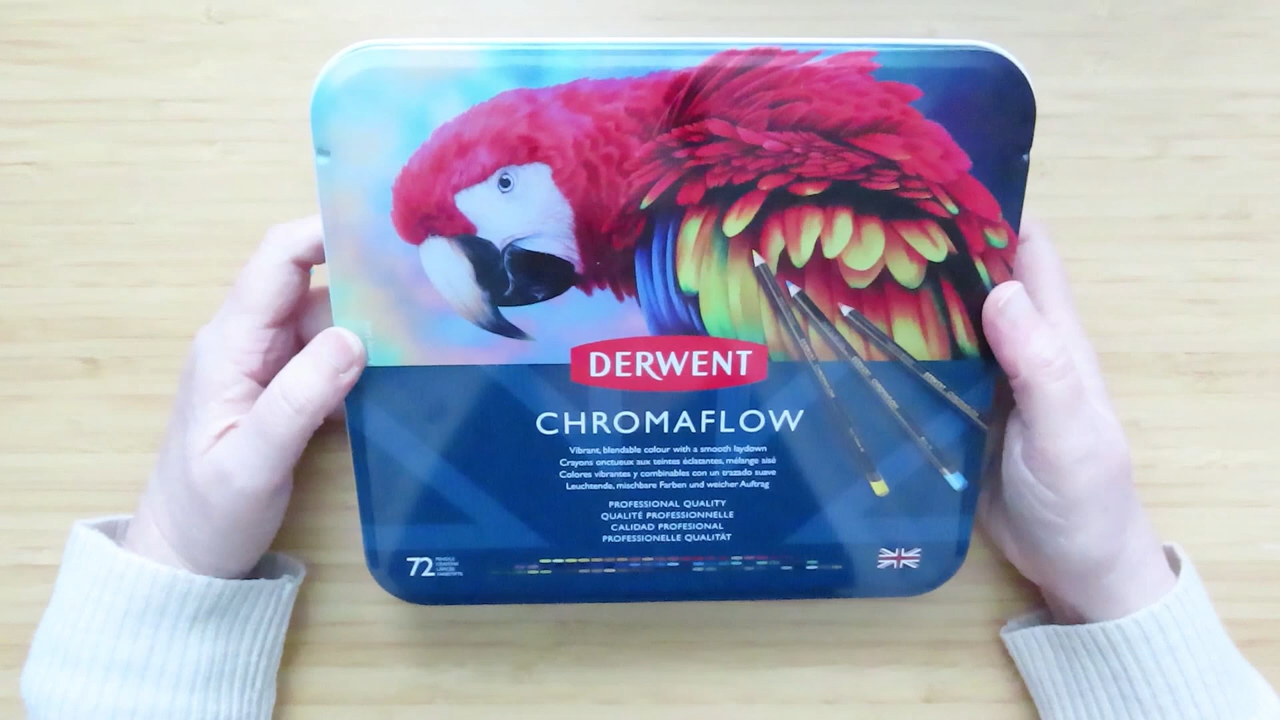 DERWENT
CHROMAFLOW
Vibrant, blendable colour with a smooth laydown
Crayons onctueux aux teintes éclatantes, mélange aisé
Colores vibrantes y combinables con un trazado suave
Leuchtende, mischbare Farben und weicher Auftrag
PROFESSIONAL QUALITY
QUALITÉ PROFESSIONNELLE
CALIDAD PROFESIONAL
PROFESSIONELLE QUALITÄT
72